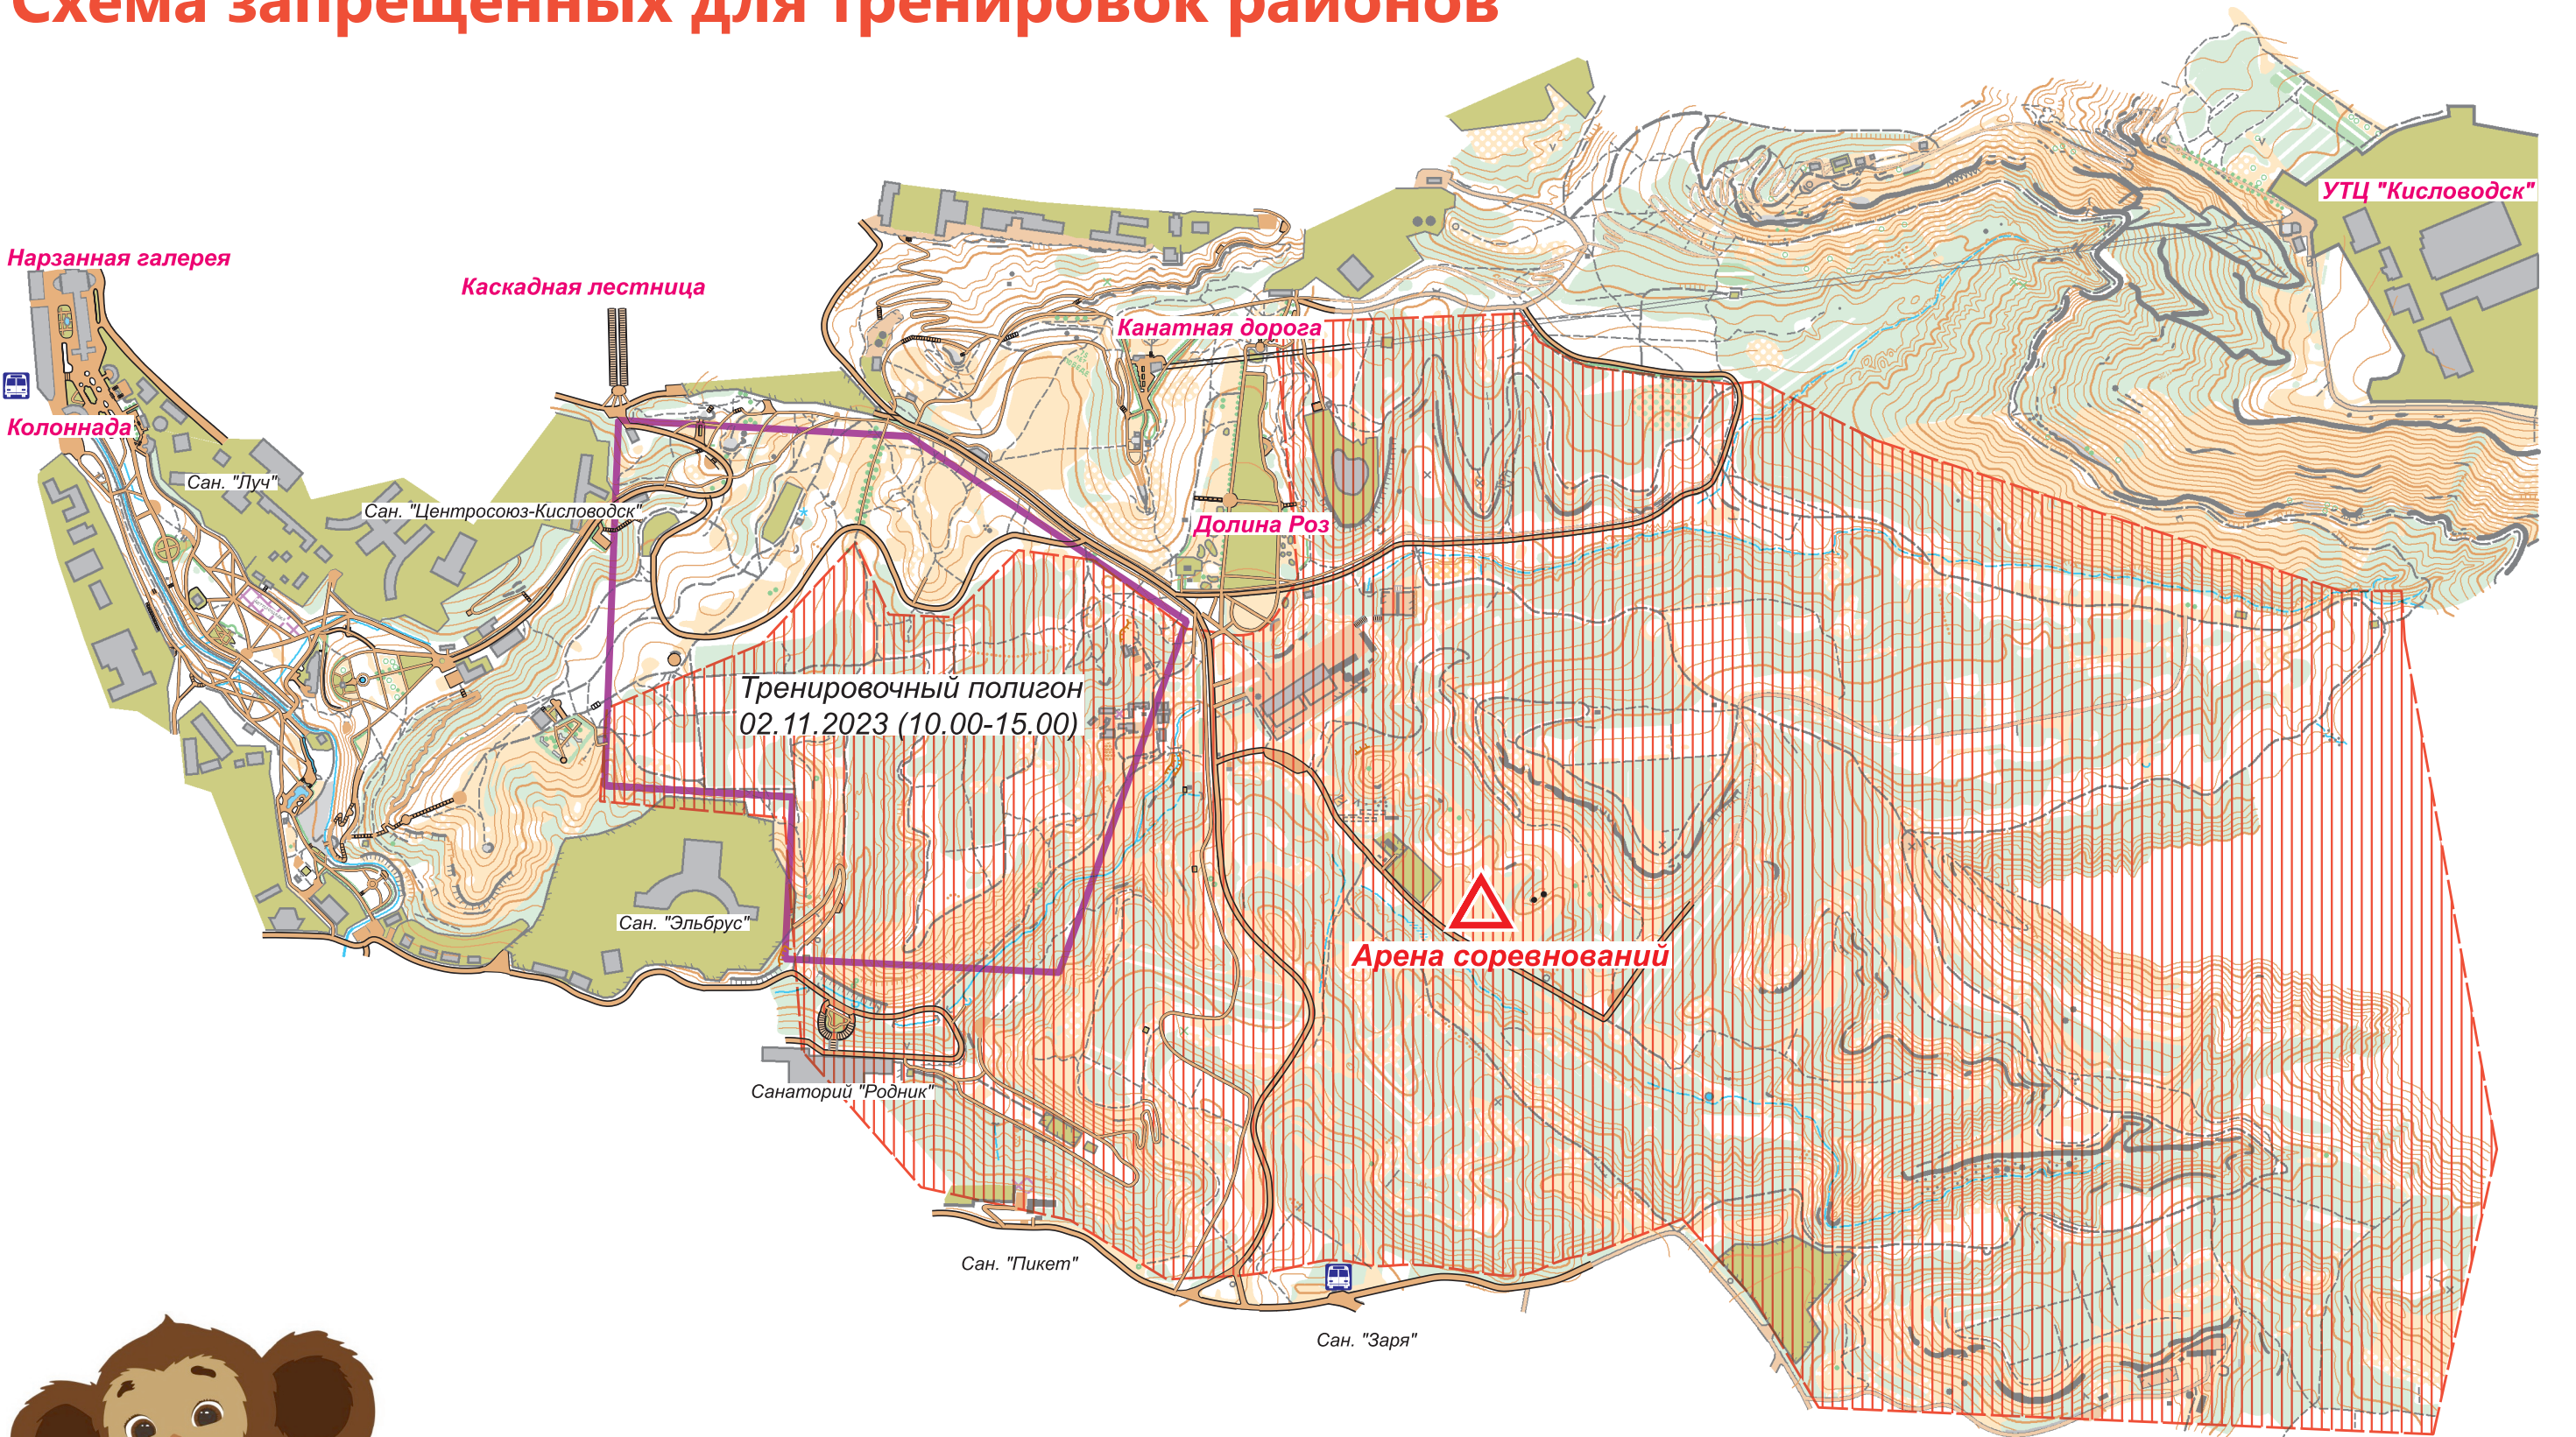 Схема запрещенных для тренировок районов
УТЦ "Кисловодск"
Нарзанная галерея
Каскадная лестница
Канатная дорога
Колоннада
Сан. "Луч"
Сан. "Центросоюз-Кисловодск"
Долина Роз
Тренировочный полигон
02.11.2023 (10.00-15.00)
Сан. "Эльбрус"
Арена соревнований
Санаторий "Родник"
Сан. "Пикет"
Сан. "Заря"